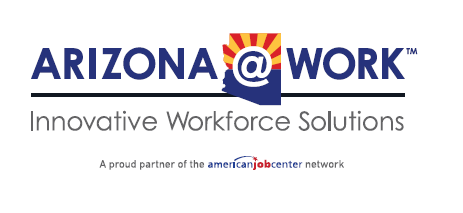 ARIZONA @ WORK™
Innovative Workforce Solutions
A proud partner of the americanjobcenter network